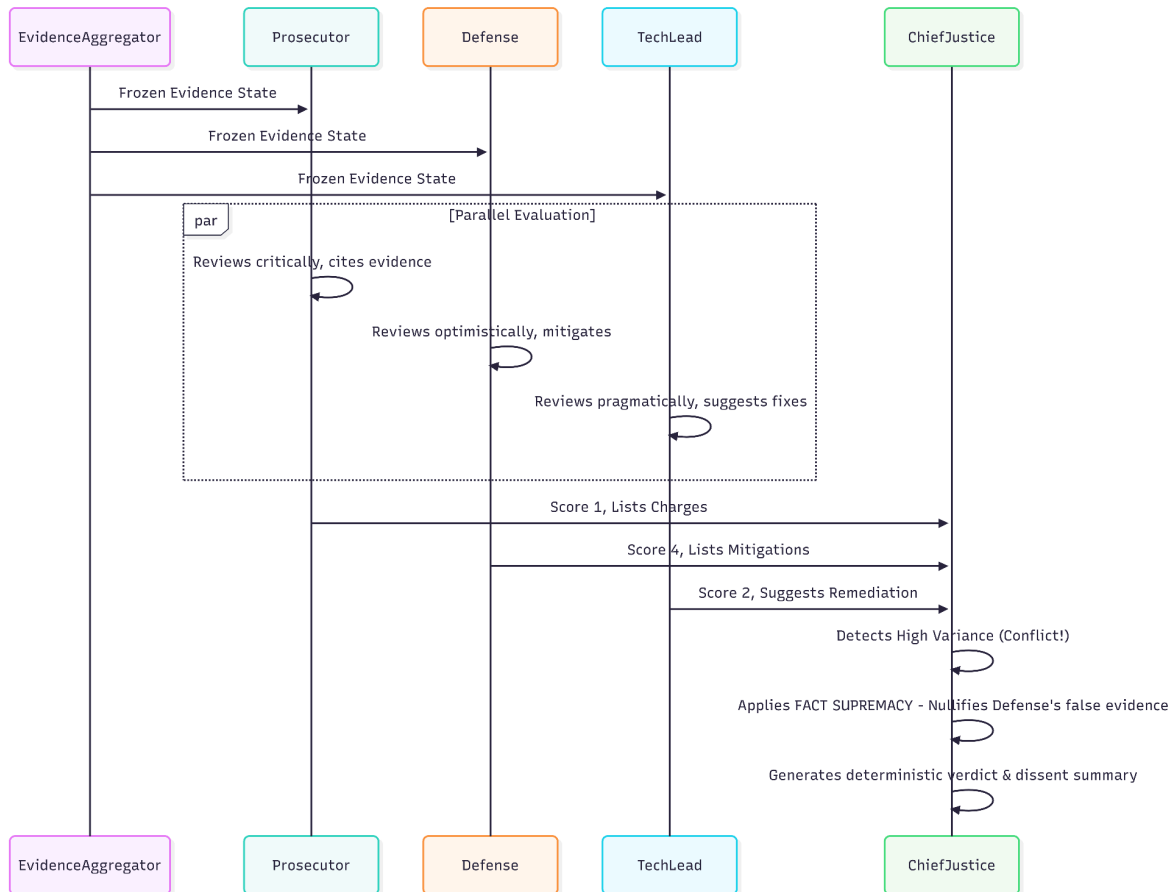 EvidenceAggregator
Prosecutor
Defense
TechLead
ChiefJustice
Frozen Evidence State
Frozen Evidence State
Frozen Evidence State
par
[Parallel Evaluation]
Reviews critically, cites evidence
Reviews optimistically, mitigates
Reviews pragmatically, suggests fixes
Score 1, Lists Charges
Score 4, Lists Mitigations
Score 2, Suggests Remediation
Detects High Variance (Conflict!)
Applies FACT SUPREMACY - Nullifies Defense's false evidence
Generates deterministic verdict & dissent summary
EvidenceAggregator
Prosecutor
Defense
TechLead
ChiefJustice